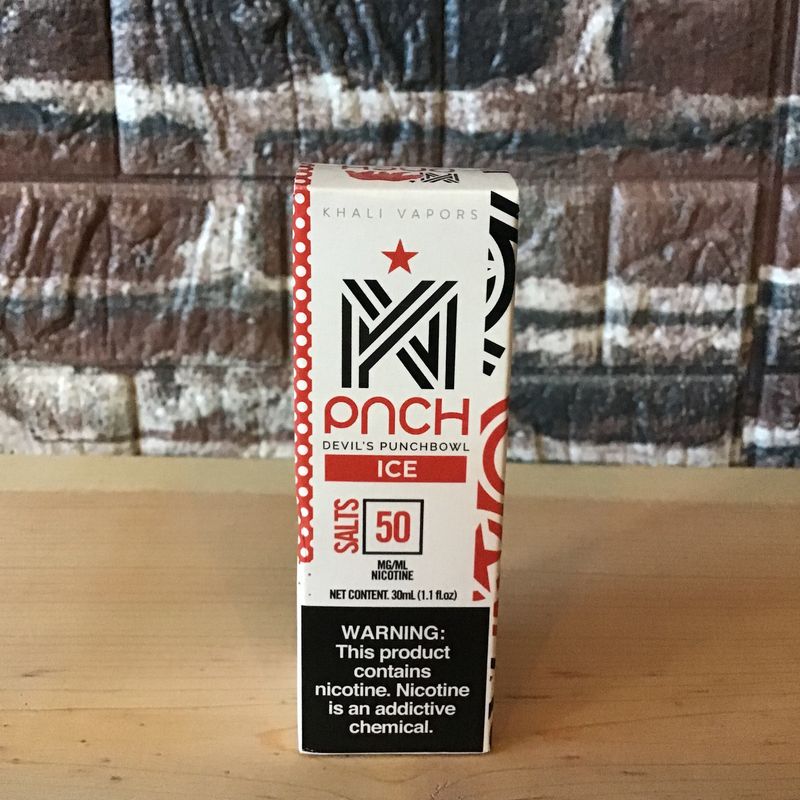 KHALI VAPORS
PNCH
DEVIL'S PUNCHBOWL
ICE
SALTS
50
MG/ML
NICOTINE
NET CONTENT. 30mL (1.1 fl.oz)
WARNING:
This product
contains
nicotine. Nicotine
is an addictive
chemical.